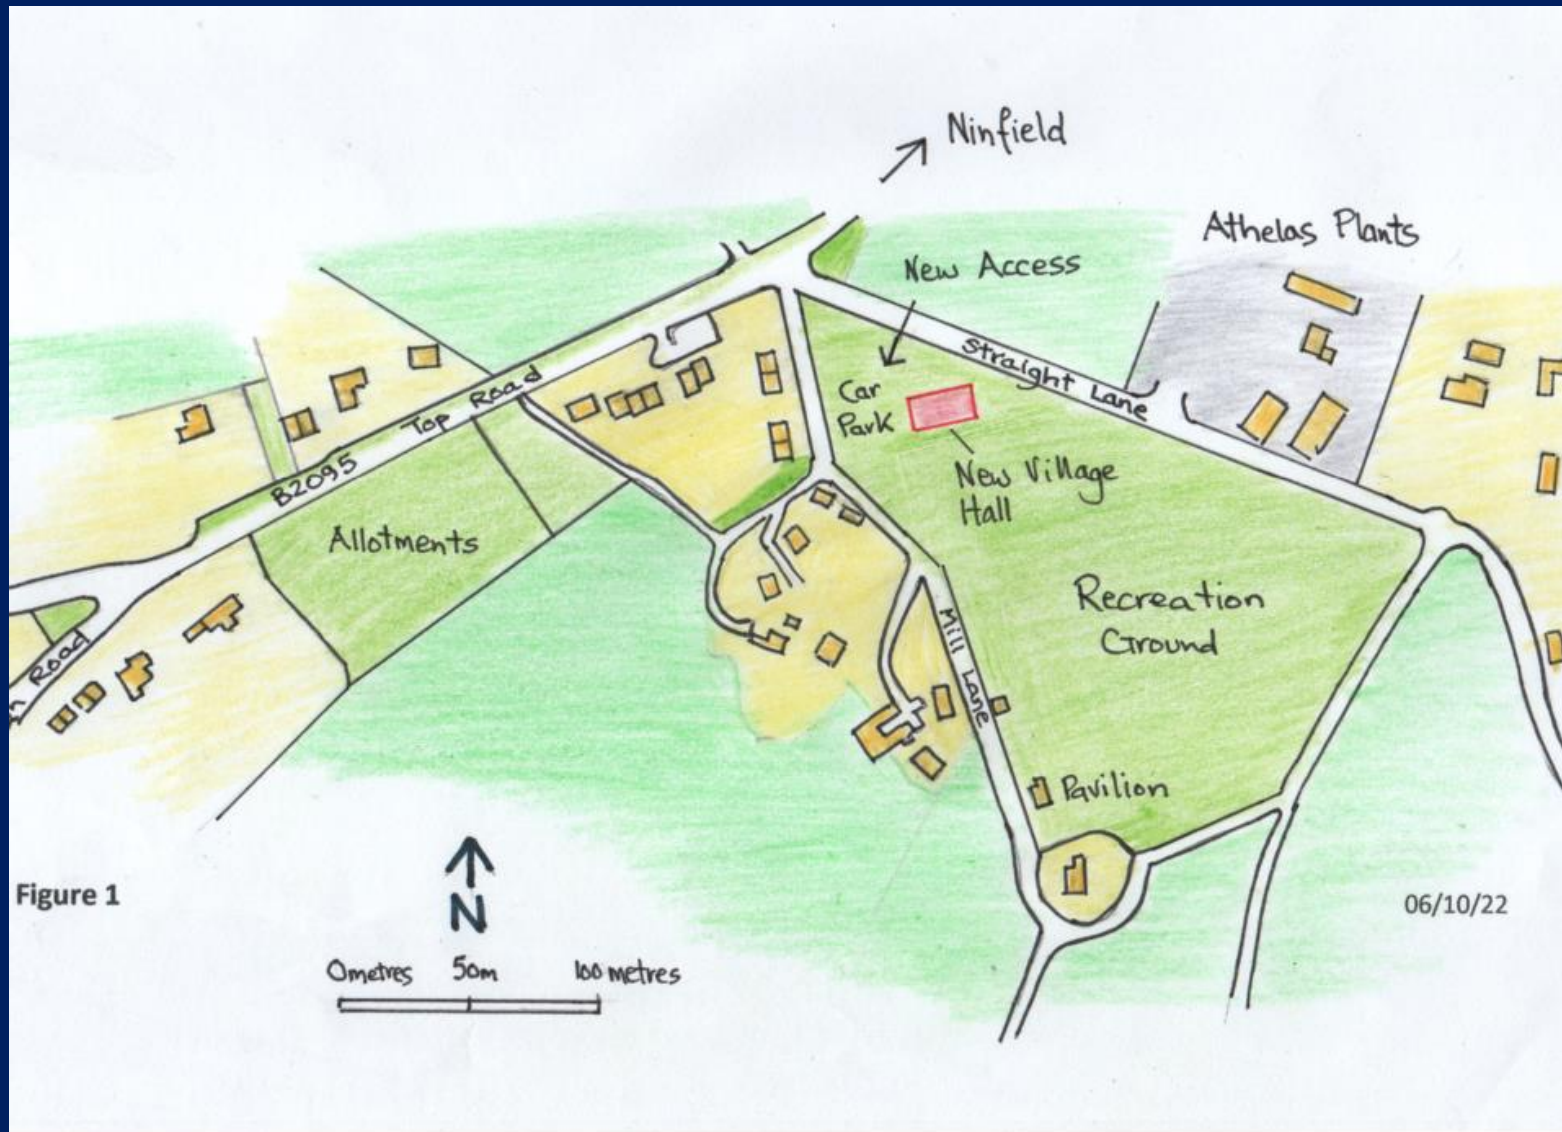 Ninfield
Athelas Plants
New Access
Straight Lane
Car
Park
Top Road
B2095
New Village
Hall
Allotments
Recreation
Ground
Mill Lane
Road
Pavilion
Figure 1
N
06/10/22
0metres 50m 100 metres